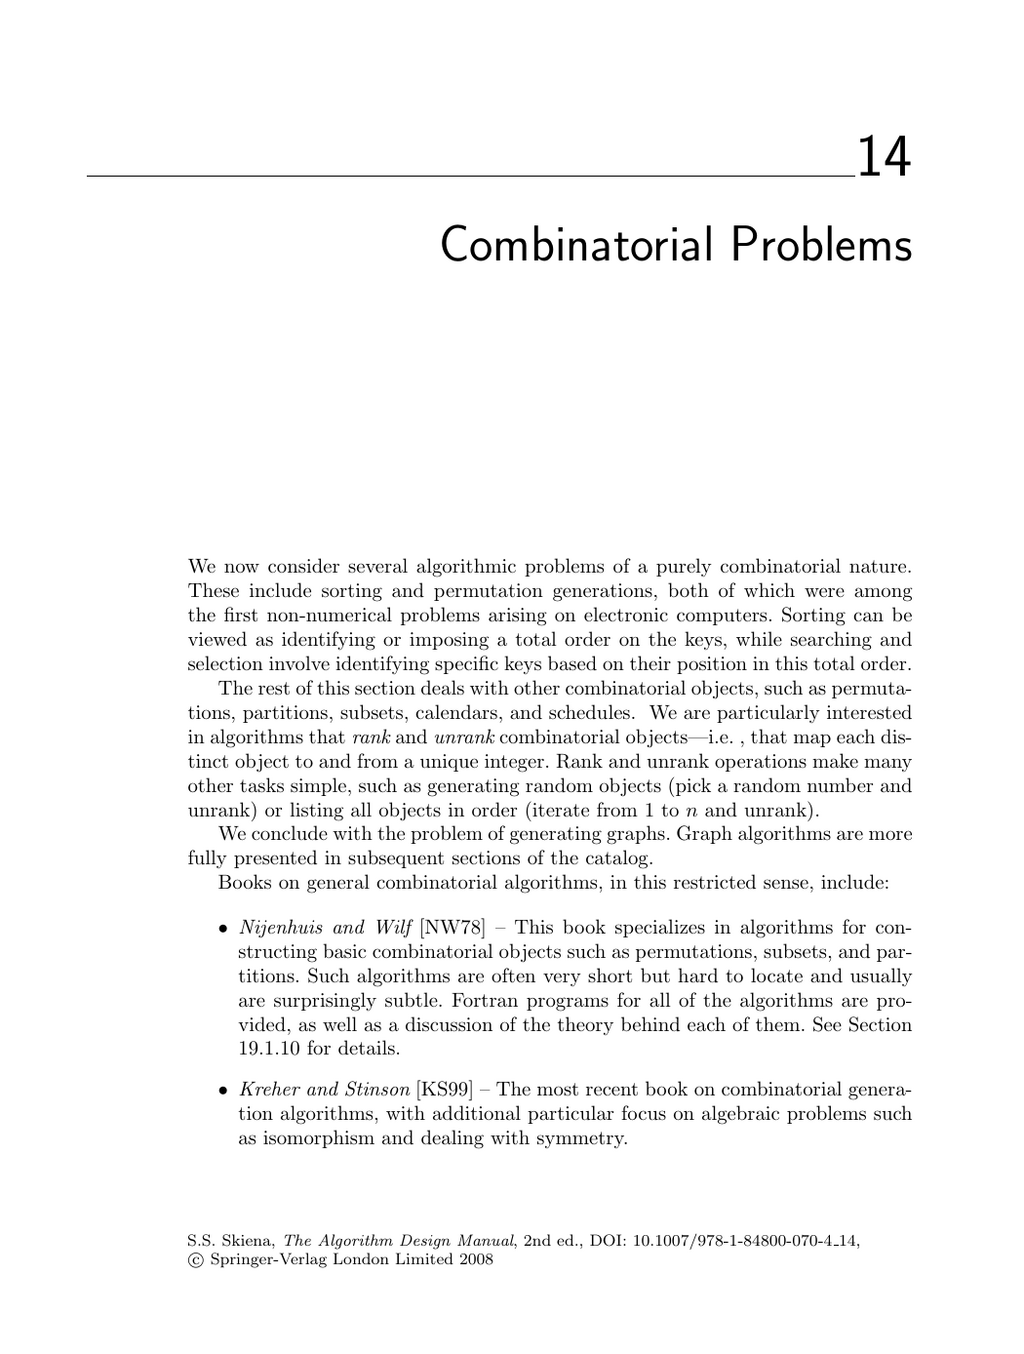 14
Combinatorial Problems
We now consider several algorithmic problems of a purely combinatorial nature.
These include sorting and permutation generations, both of which were among
the first non-numerical problems arising on electronic computers. Sorting can be
viewed as identifying or imposing a total order on the keys, while searching and
selection involve identifying specific keys based on their position in this total order.
The rest of this section deals with other combinatorial objects, such as permuta-
tions, partitions, subsets, calendars, and schedules. We are particularly interested
in algorithms that rank and unrank combinatorial objects—i.e. , that map each dis-
tinct object to and from a unique integer. Rank and unrank operations make many
other tasks simple, such as generating random objects (pick a random number and
unrank) or listing all objects in order (iterate from 1 to n and unrank).
We conclude with the problem of generating graphs. Graph algorithms are more
fully presented in subsequent sections of the catalog.
Books on general combinatorial algorithms, in this restricted sense, include:
• Nijenhuis and Wilf [NW78] – This book specializes in algorithms for con-
structing basic combinatorial objects such as permutations, subsets, and par-
titions. Such algorithms are often very short but hard to locate and usually
are surprisingly subtle. Fortran programs for all of the algorithms are pro-
vided, as well as a discussion of the theory behind each of them. See Section
19.1.10 for details.
• Kreher and Stinson [KS99] – The most recent book on combinatorial genera-
tion algorithms, with additional particular focus on algebraic problems such
as isomorphism and dealing with symmetry.
S.S. Skiena, The Algorithm Design Manual, 2nd ed., DOI: 10.1007/978-1-84800-070-4_14,
© Springer-Verlag London Limited 2008